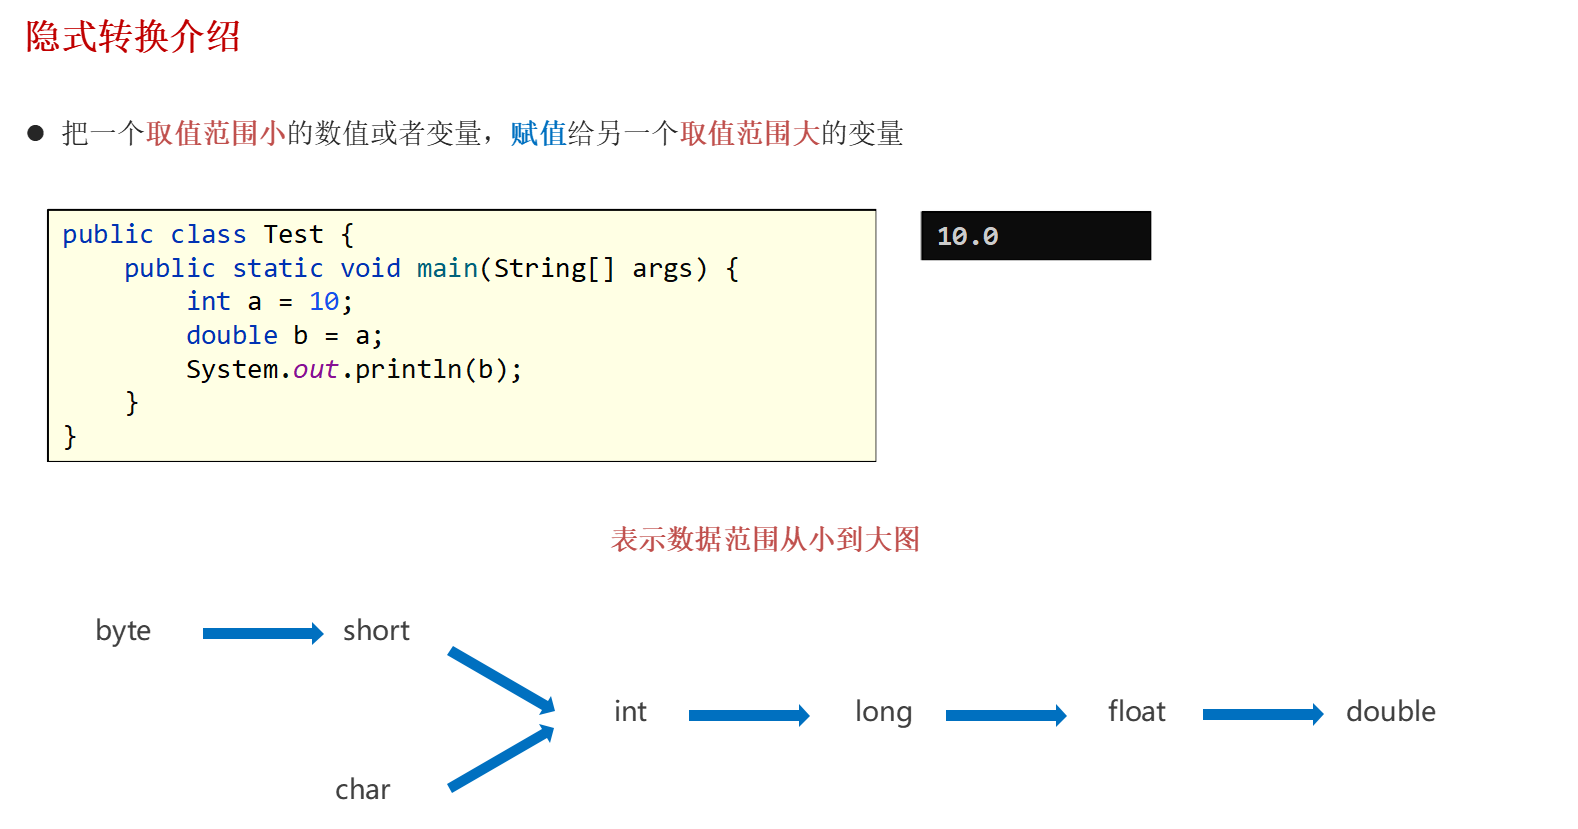 隐式转换介绍
● 把一个取值范围小的数值或者变量，赋值给另一个取值范围大的变量
public class Test {
    public static void main(String[] args) {
        int a = 10;
        double b = a;
        System.out.println(b);
    }
}
10.0
表示数据范围从小到大图
byte short
int long float double
char